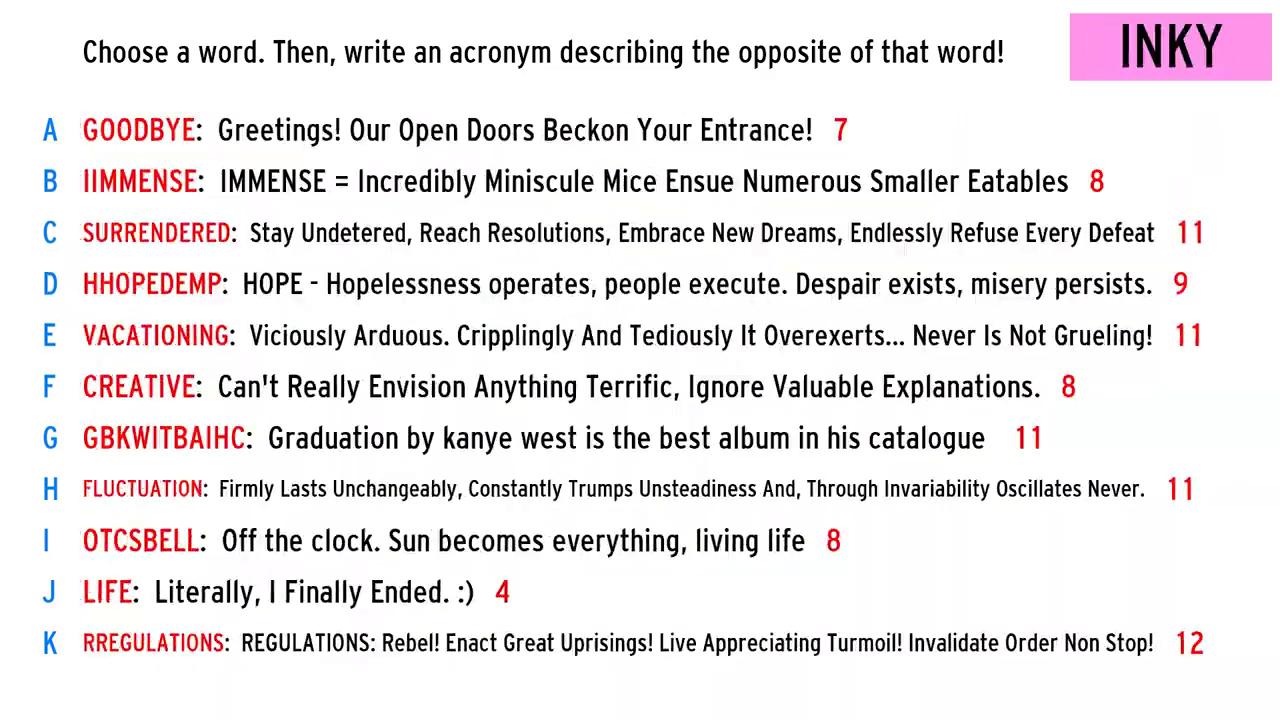 Choose a word. Then, write an acronym describing the opposite of that word!
INKY
A GOODBYE: Greetings! Our Open Doors Beckon Your Entrance! 7
B IIMMENSE: IMMENSE = Incredibly Miniscule Mice Ensue Numerous Smaller Eatables 8
C SURRENDERED: Stay Undetered, Reach Resolutions, Embrace New Dreams, Endlessly Refuse Every Defeat 11
D HHOPEDEMP: HOPE - Hopelessness operates, people execute. Despair exists, misery persists. 9
E VACATIONING: Viciously Arduous. Cripplingly And Tediously It Overexerts... Never Is Not Grueling! 11
F CREATIVE: Can't Really Envision Anything Terrific, Ignore Valuable Explanations. 8
G GBKWITBAIHC: Graduation by kanye west is the best album in his catalogue 11
H FLUCTUATION: Firmly Lasts Unchangeably, Constantly Trumps Unsteadiness And, Through Invariability Oscillates Never. 11
I OTCSBELL: Off the clock. Sun becomes everything, living life 8
J LIFE: Literally, I Finally Ended. :) 4
K RREGULATIONS: REGULATIONS: Rebel! Enact Great Uprisings! Live Appreciating Turmoil! Invalidate Order Non Stop! 12